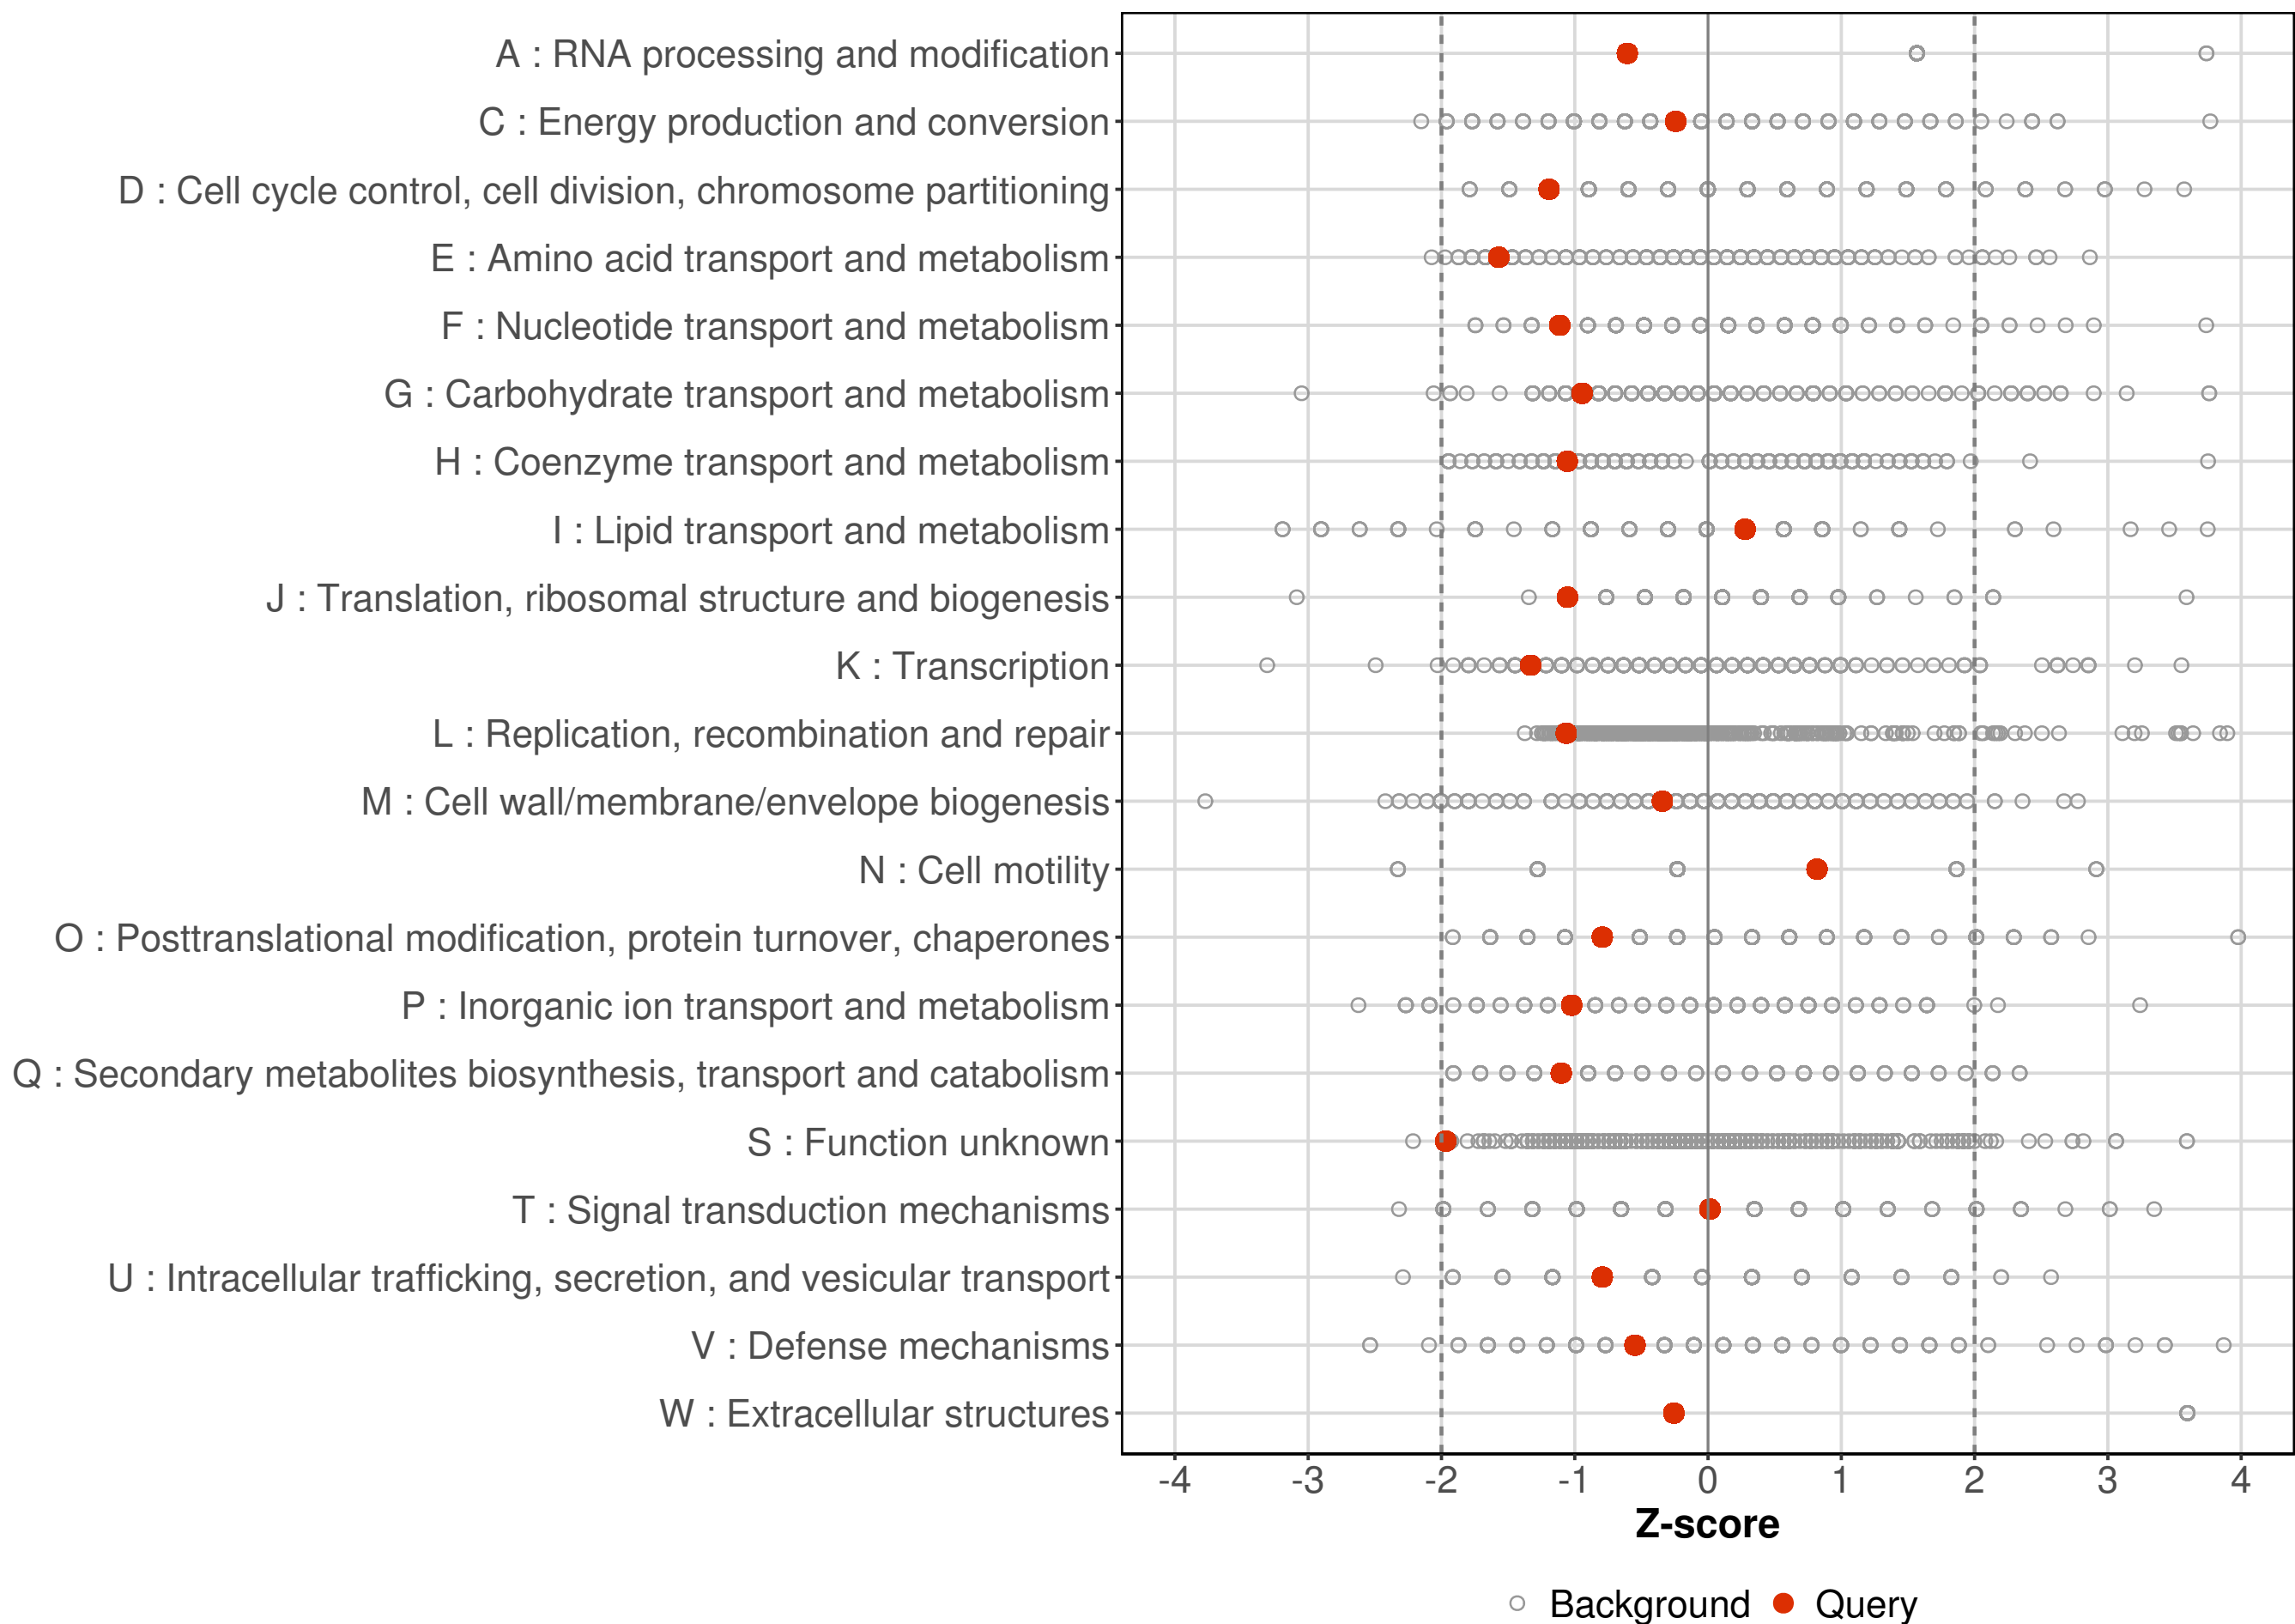 A : RNA processing and modification
C : Energy production and conversion
D : Cell cycle control, cell division, chromosome partitioning
E : Amino acid transport and metabolism
F : Nucleotide transport and metabolism
G : Carbohydrate transport and metabolism
H : Coenzyme transport and metabolism
I : Lipid transport and metabolism
J : Translation, ribosomal structure and biogenesis
K : Transcription
L : Replication, recombination and repair
M : Cell wall/membrane/envelope biogenesis
N : Cell motility
O : Posttranslational modification, protein turnover, chaperones
P : Inorganic ion transport and metabolism
Q : Secondary metabolites biosynthesis, transport and catabolism
S : Function unknown
T : Signal transduction mechanisms
U : Intracellular trafficking, secretion, and vesicular transport
V : Defense mechanisms
W : Extracellular structures
-4 -3 -2 -1 0 1 2 3 4
Z-score
Background Query